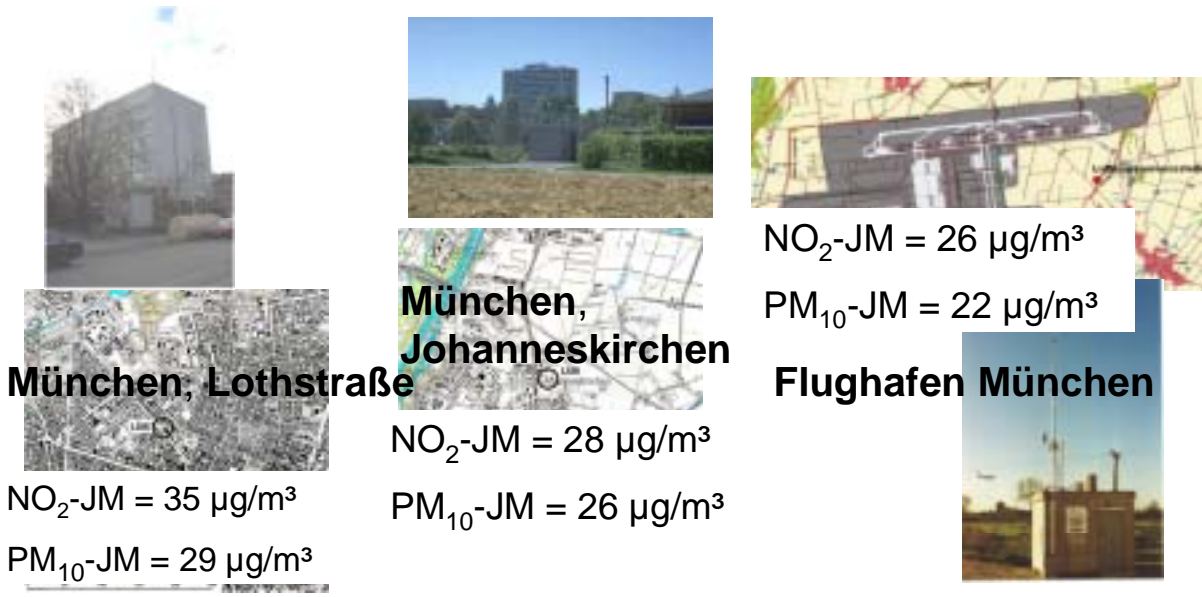 München, Lothstraße
NO₂-JM = 35 µg/m³
PM₁₀-JM = 29 µg/m³
München,
Johanneskirchen
NO₂-JM = 28 µg/m³
PM₁₀-JM = 26 µg/m³
NO₂-JM = 26 µg/m³
PM₁₀-JM = 22 µg/m³
Flughafen München